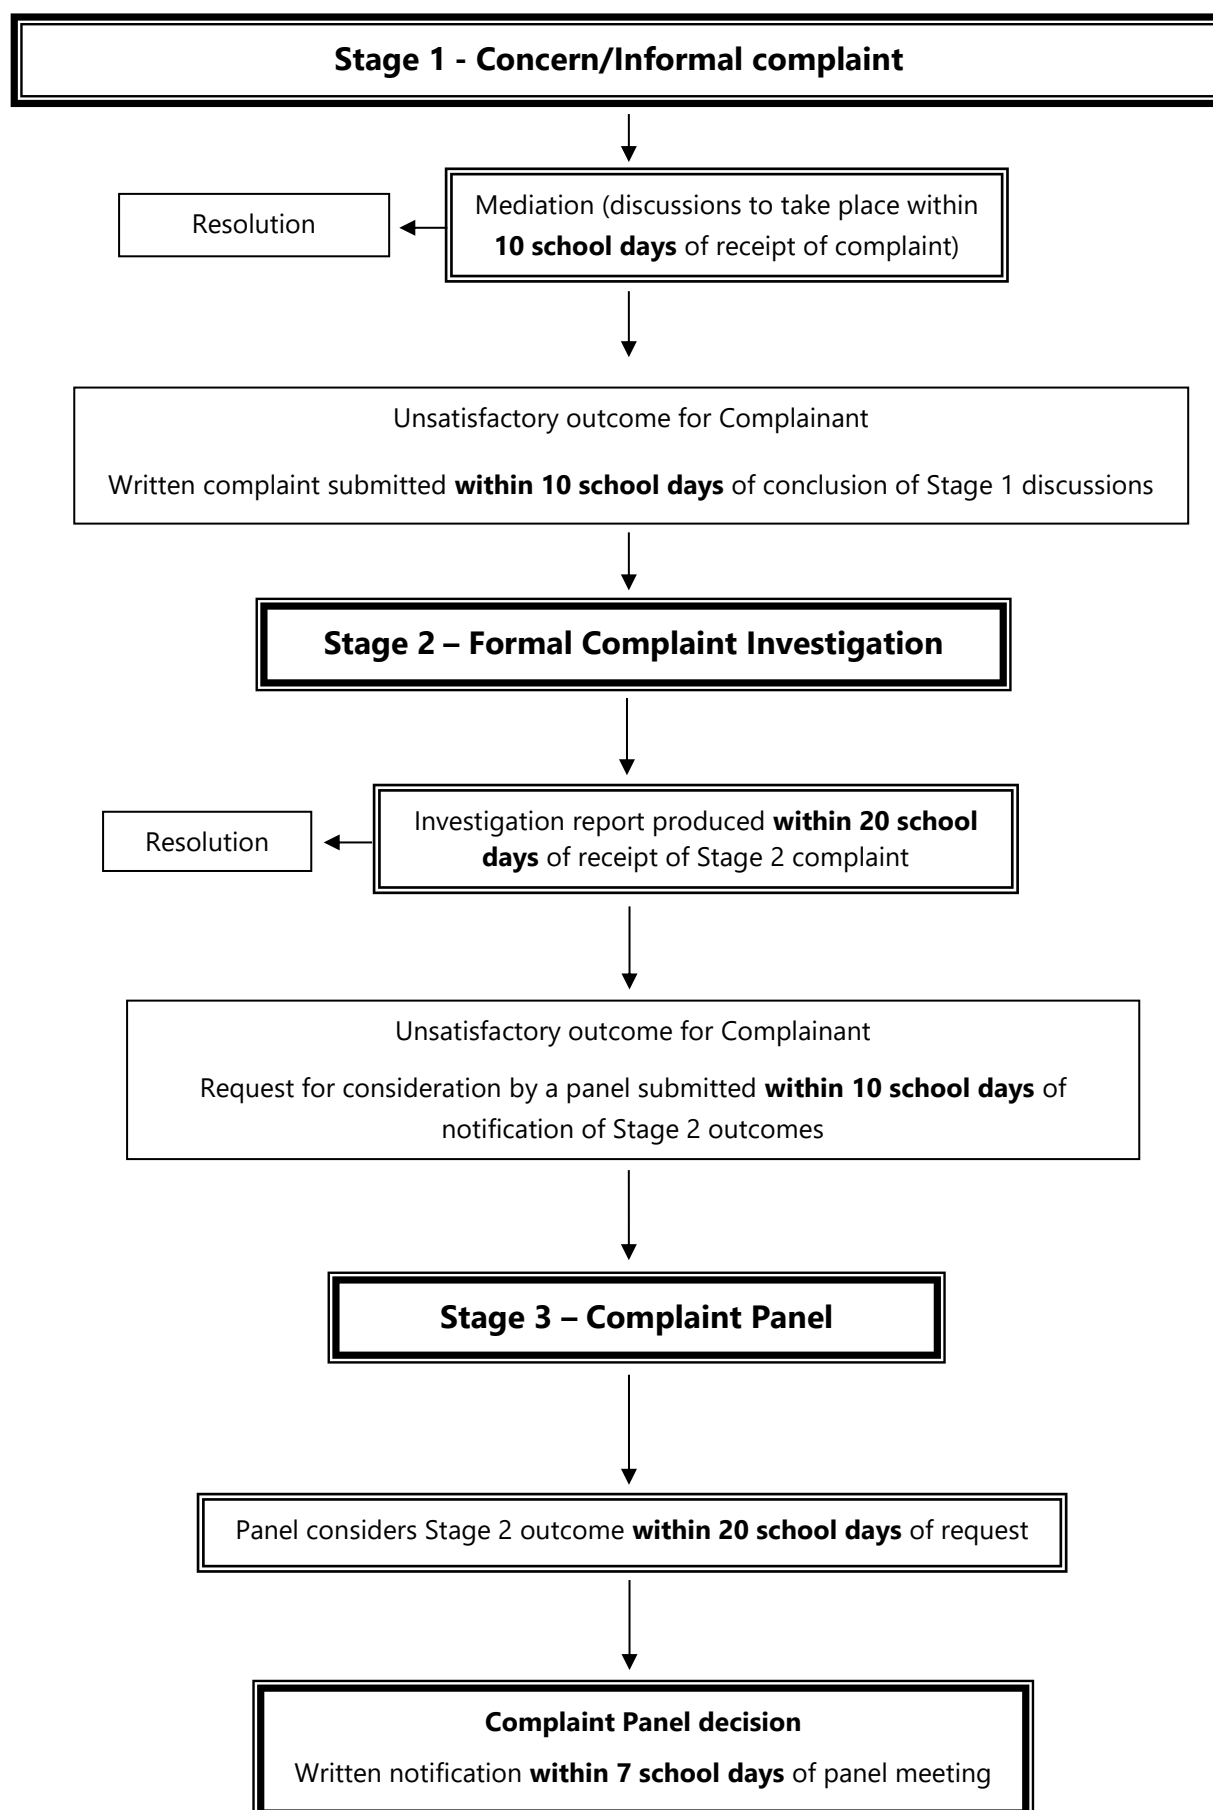 Stage 1 - Concern/Informal complaint
Mediation (discussions to take place within
10 school days of receipt of complaint)
Resolution
Unsatisfactory outcome for Complainant
Written complaint submitted within 10 school days of conclusion of Stage 1 discussions
Stage 2 – Formal Complaint Investigation
Investigation report produced within 20 school
days of receipt of Stage 2 complaint
Resolution
Unsatisfactory outcome for Complainant
Request for consideration by a panel submitted within 10 school days of
notification of Stage 2 outcomes
Stage 3 – Complaint Panel
Panel considers Stage 2 outcome within 20 school days of request
Complaint Panel decision
Written notification within 7 school days of panel meeting